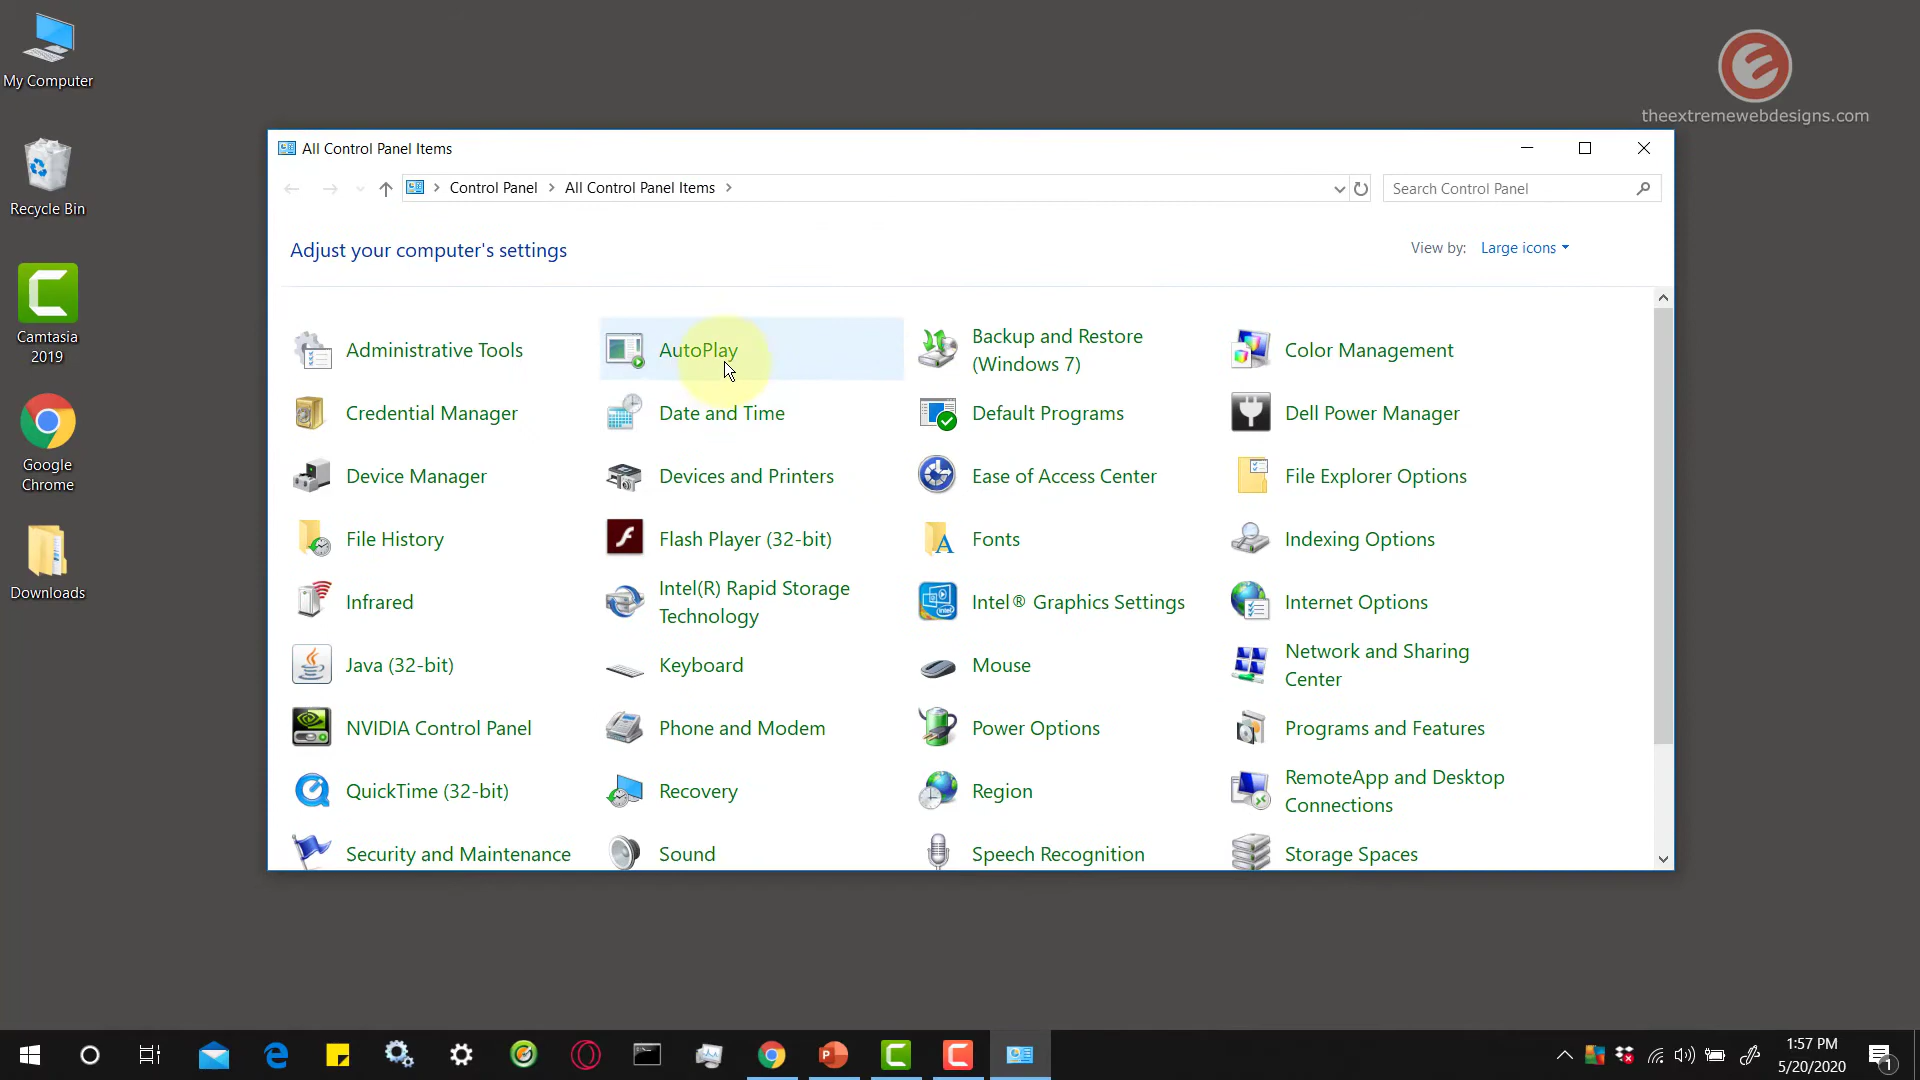 My Computer
Recycle Bin
Camtasia
2019
Google
Chrome
Downloads
theextremewebdesigns.com
All Control Panel Items
Control Panel
All Control Panel Items
Search Control Panel
Adjust your computer's settings
View by:
Large icons
Administrative Tools
AutoPlay
Backup and Restore
(Windows 7)
Color Management
Credential Manager
Date and Time
Default Programs
Dell Power Manager
Device Manager
Devices and Printers
Ease of Access Center
File Explorer Options
File History
Flash Player (32-bit)
Fonts
Indexing Options
Infrared
Intel(R) Rapid Storage
Technology
Intel® Graphics Settings
Internet Options
Java (32-bit)
Keyboard
Mouse
Network and Sharing
Center
NVIDIA Control Panel
Phone and Modem
Power Options
Programs and Features
QuickTime (32-bit)
Recovery
Region
RemoteApp and Desktop
Connections
Security and Maintenance
Sound
Speech Recognition
Storage Spaces
1:57 PM
5/20/2020
1